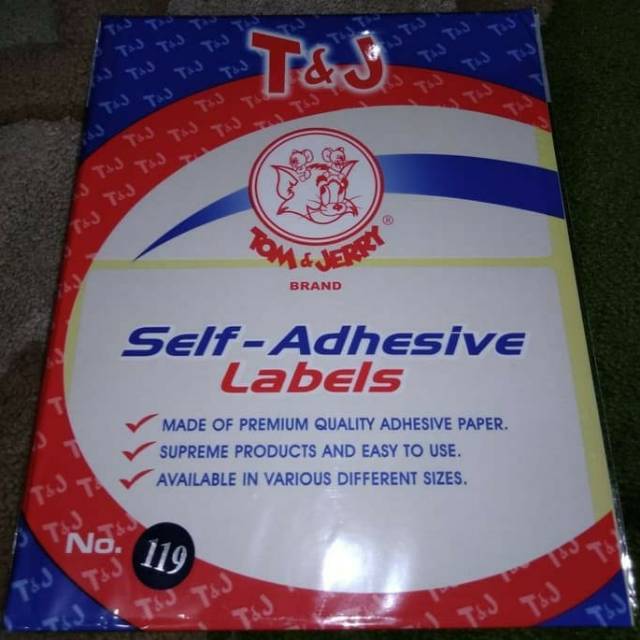 T&J
TOM & JERRY ®
BRAND
Self-Adhesive
Labels
MADE OF PREMIUM QUALITY ADHESIVE PAPER.
SUPREME PRODUCTS AND EASY TO USE.
AVAILABLE IN VARIOUS DIFFERENT SIZES.
No. 119